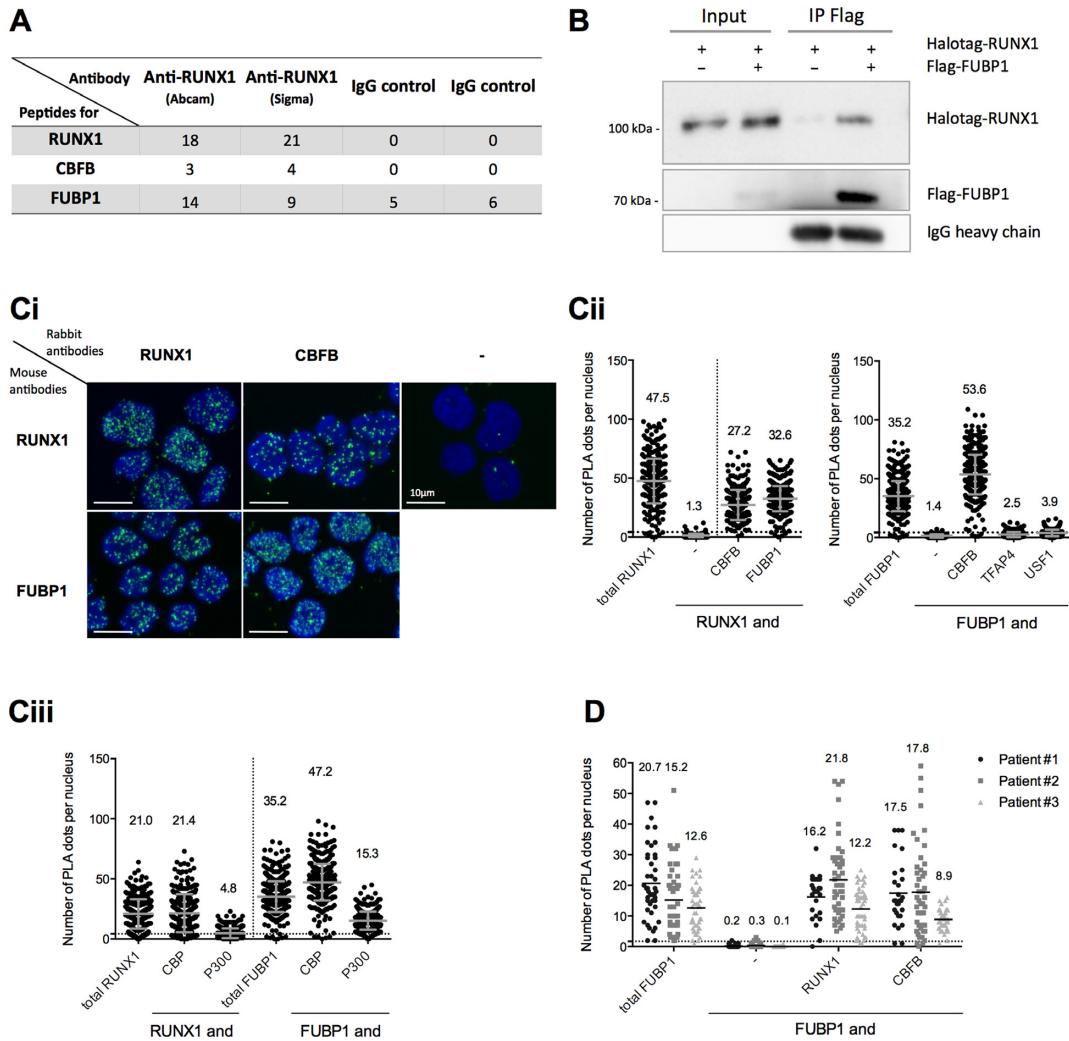 A
Antibody
Peptides for
Anti-RUNX1 (Abcam)
Anti-RUNX1 (Sigma)
IgG control
IgG control
RUNX1 18 21 0 0
CBFB 3 4 0 0
FUBP1 14 9 5 6
B
Input IP Flag
+ + + + Halotag-RUNX1
– + – + Flag-FUBP1
100 kDa - Halotag-RUNX1
70 kDa - Flag-FUBP1
IgG heavy chain
Ci
Rabbit antibodies
Mouse antibodies
RUNX1 CBFB -
RUNX1
10μm
FUBP1
Cii
Number of PLA dots per nucleus
150
100
50
0
47.5
1.3
27.2
32.6
total RUNX1
-
CBFB
FUBP1
RUNX1 and
Number of PLA dots per nucleus
150
100
50
0
35.2
1.4
53.6
2.5
3.9
total FUBP1
-
CBFB
TFAP4
USF1
FUBP1 and
Ciii
Number of PLA dots per nucleus
150
100
50
0
21.0
21.4
4.8
35.2
47.2
15.3
total RUNX1
CBP
P300
total FUBP1
CBP
P300
RUNX1 and
FUBP1 and
D
Number of PLA dots per nucleus
60
50
40
30
20
10
0
20.7 15.2
12.6
0.2 0.3 0.1
16.2
21.8
12.2
17.5
17.8
8.9
Patient #1
Patient #2
Patient #3
total FUBP1
-
RUNX1
CBFB
FUBP1 and